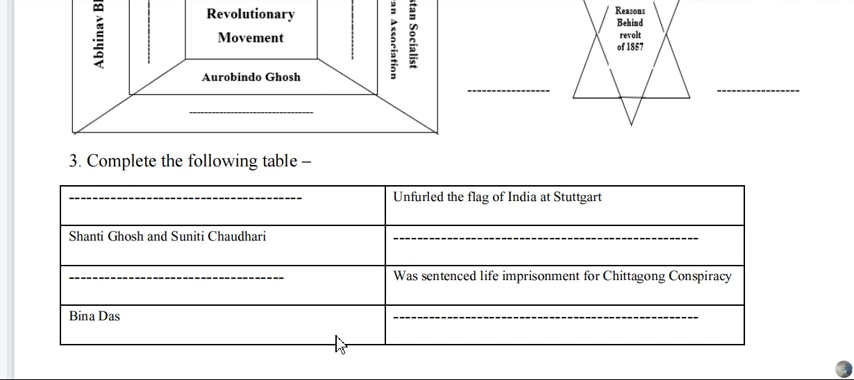 Abhinav B
Revolutionary
Movement
Aurobindo Ghosh
an Association
tan Socialist
Reasons
Behind
revolt
of 1857
3. Complete the following table –
Unfurled the flag of India at Stuttgart
Shanti Ghosh and Suniti Chaudhari
Was sentenced life imprisonment for Chittagong Conspiracy
Bina Das